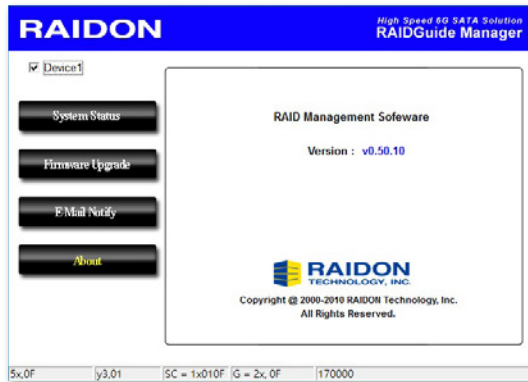 RAIDON
High Speed 6G SATA Solution
RAIDGuide Manager
Device1
System Status
Firmware Upgrade
E Mail Notify
About
RAID Management Sofeware
Version : v0.50.10
RAIDON
TECHNOLOGY, INC.
Copyright @ 2000-2010 RAIDON Technology, Inc.
All Rights Reserved.
5x,0F y3,01 SC = 1x010F G = 2x, 0F 170000